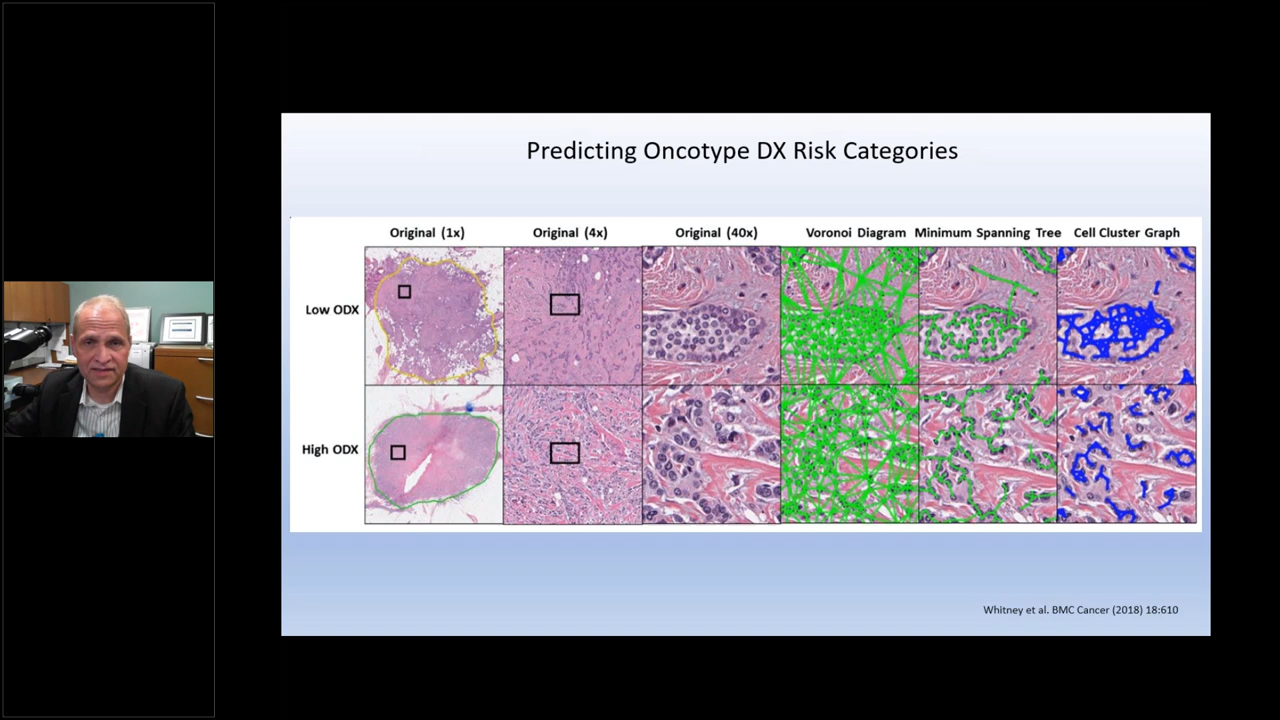 Predicting Oncotype DX Risk Categories
Original (1x) Original (4x) Original (40x) Voronoi Diagram Minimum Spanning Tree Cell Cluster Graph
Low ODX
High ODX
Whitney et al. BMC Cancer (2018) 18:610